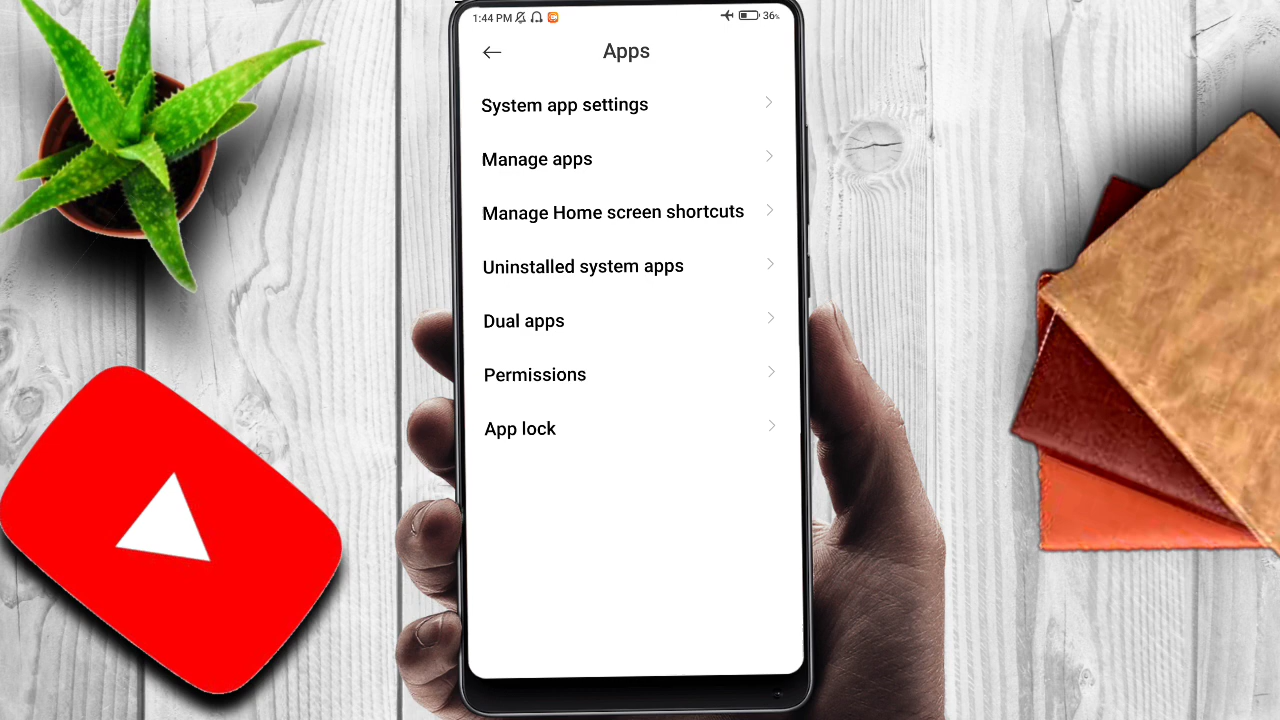 1:44 PM 36%
Apps
System app settings
Manage apps
Manage Home screen shortcuts
Uninstalled system apps
Dual apps
Permissions
App lock